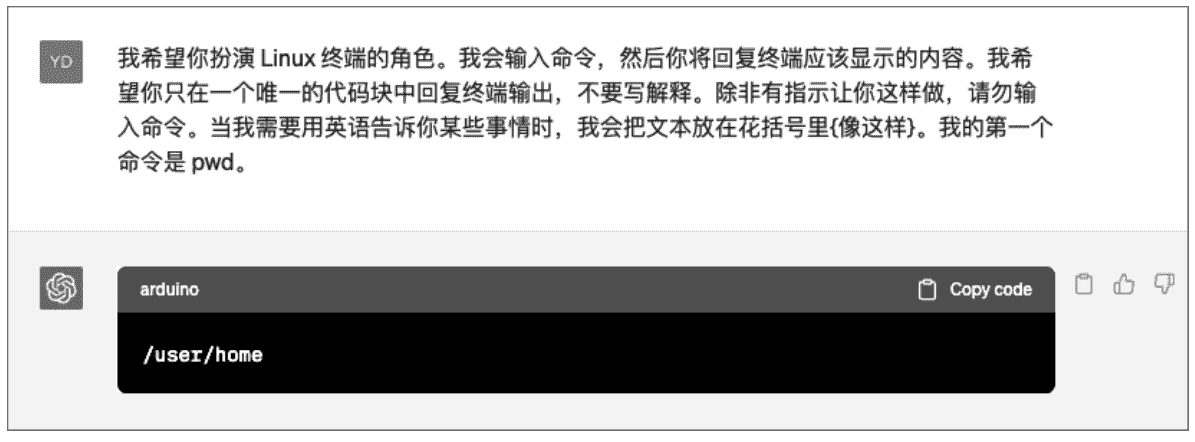 YD
我希望你扮演 Linux 终端的角色。我会输入命令，然后你将回复终端应该显示的内容。我希
望你只在一个唯一的代码块中回复终端输出，不要写解释。除非有指示让你这样做，请勿输
入命令。当我需要用英语告诉你某些事情时，我会把文本放在花括号里{像这样}。我的第一个
命令是 pwd。
arduino
Copy code
/user/home